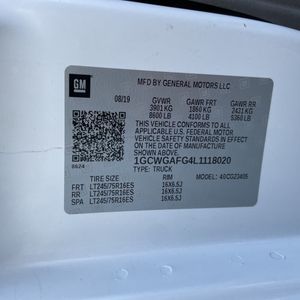 GM
MFD BY GENERAL MOTORS LLC
08/19 GVWR GAWR FRT GAWR RR
3901 KG 1860 KG 2431 KG
8600 LB 4100 LB 5360 LB
THIS VEHICLE CONFORMS TO ALL
APPLICABLE U.S. FEDERAL MOTOR
VEHICLE SAFETY STANDARDS IN
EFFECT ON THE DATE OF
MANUFACTURE SHOWN ABOVE.
1GCWGAFG4L1118020
8624 TYPE: TRUCK MODEL: 40CG23405
TIRE SIZE RIM
FRT LT245/75R16ES 16X6.5J
RR LT245/75R16ES 16X6.5J
SPA LT245/75R16ES 16X6.5J